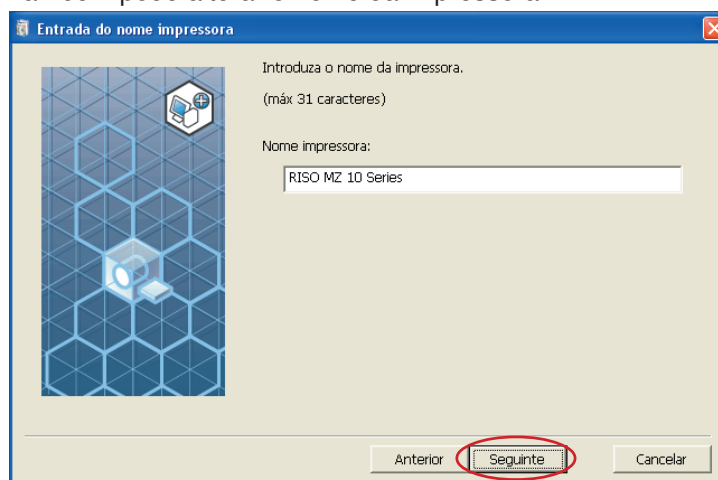 Entrada do nome impressora
Introduza o nome da impressora.
(máx 31 caracteres)
Nome impressora:
RISO MZ 10 Series
Anterior
Seguinte
Cancelar